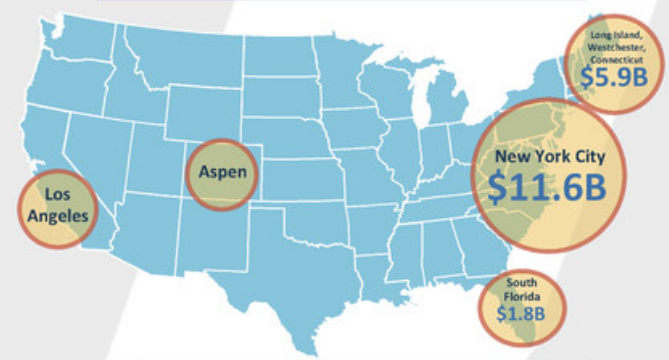 Long Island,
Westchester,
Connecticut
$5.9B
New York City
$11.6B
Aspen
Los
Angeles
South
Florida
$1.8B